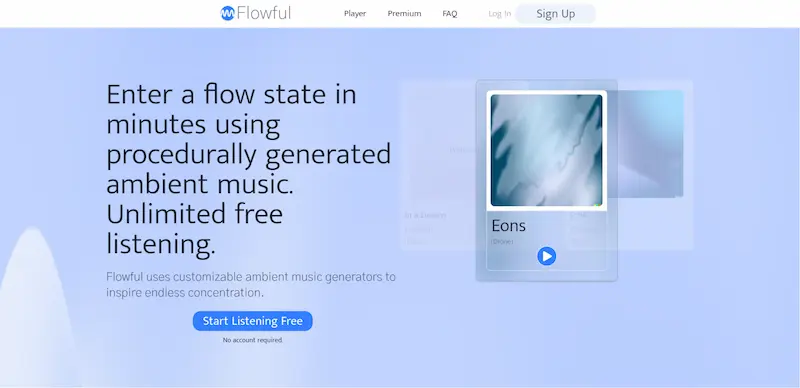 Flowful
Player
Premium
FAQ
Log In
Sign Up
Enter a flow state in
minutes using
procedurally generated
ambient music.
Unlimited free
listening.
Flowful uses customizable ambient music generators to
inspire endless concentration.
Start Listening Free
No account required.
In a Dream
Eons
(Drone)